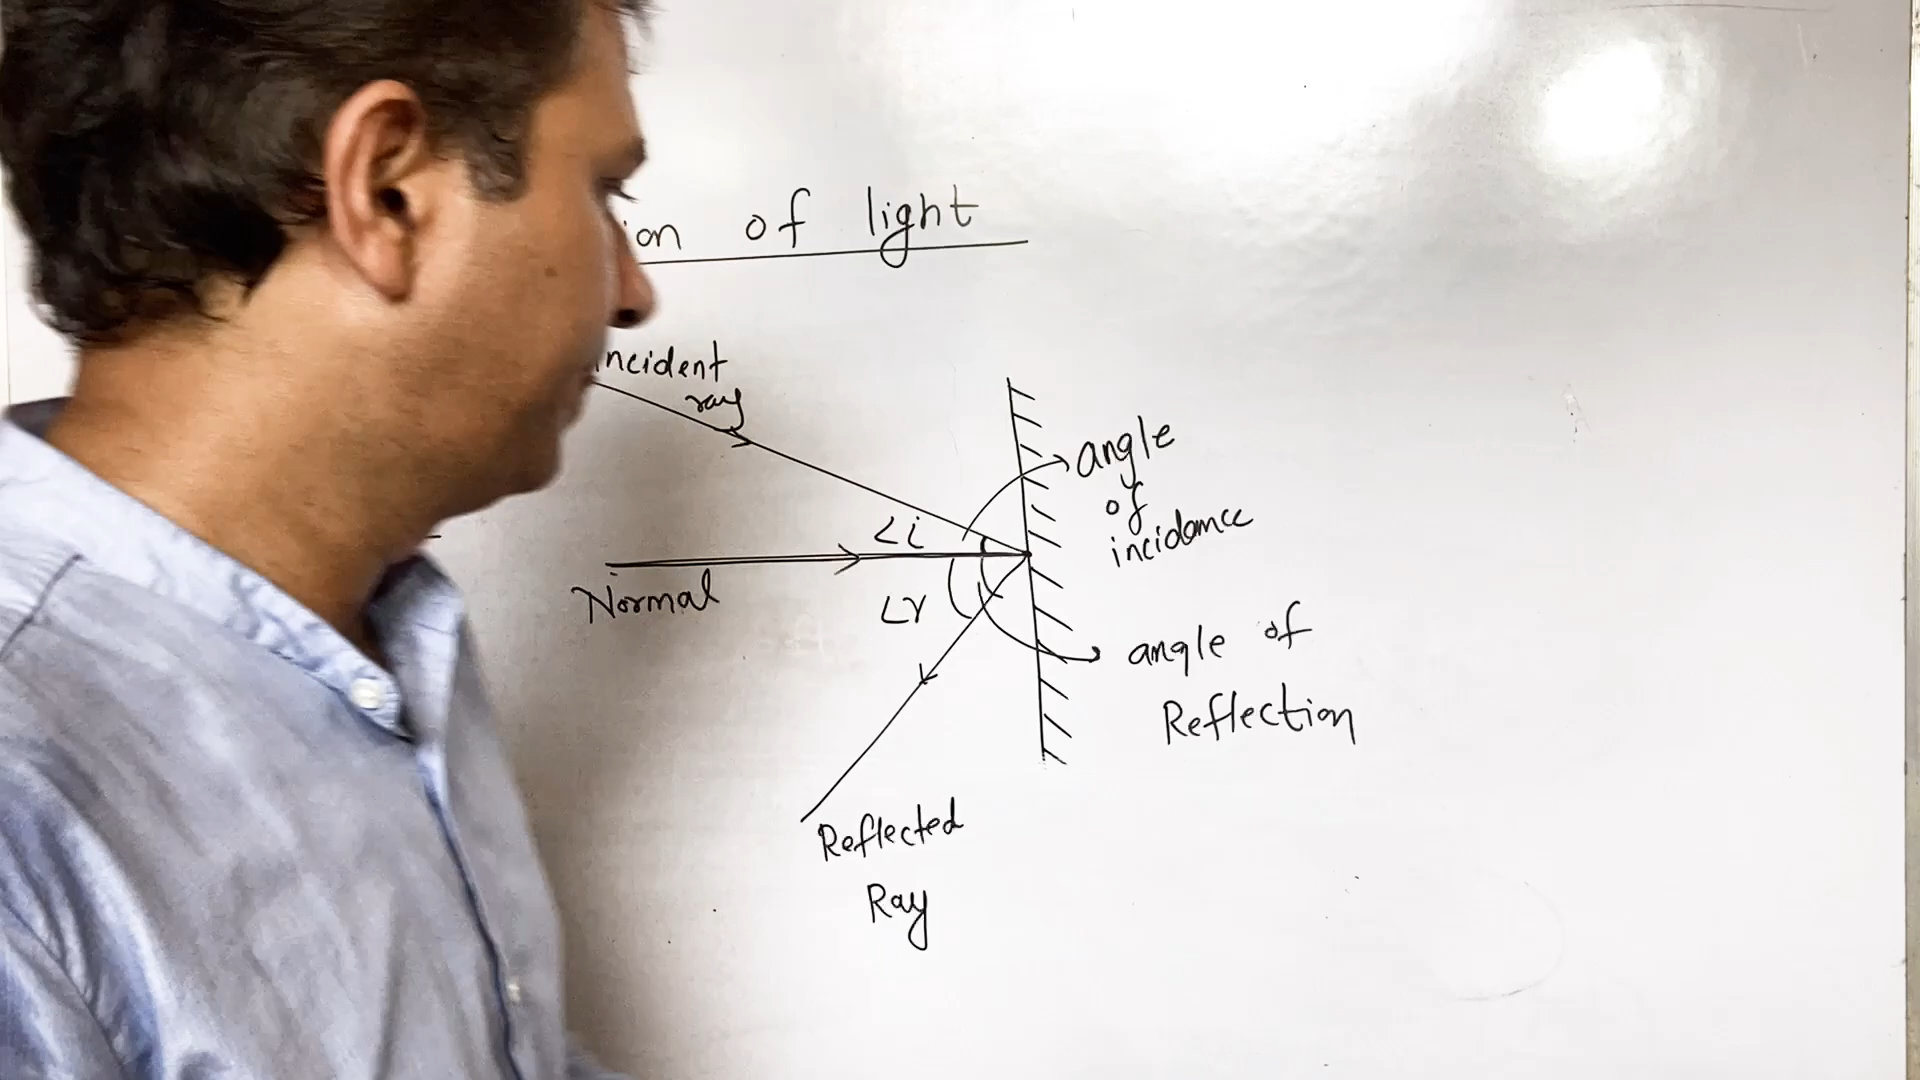 ion of light
incident
ray
angle
of
incidance
∠i
Normal
∠r
angle of
Reflection
Reflected
Ray